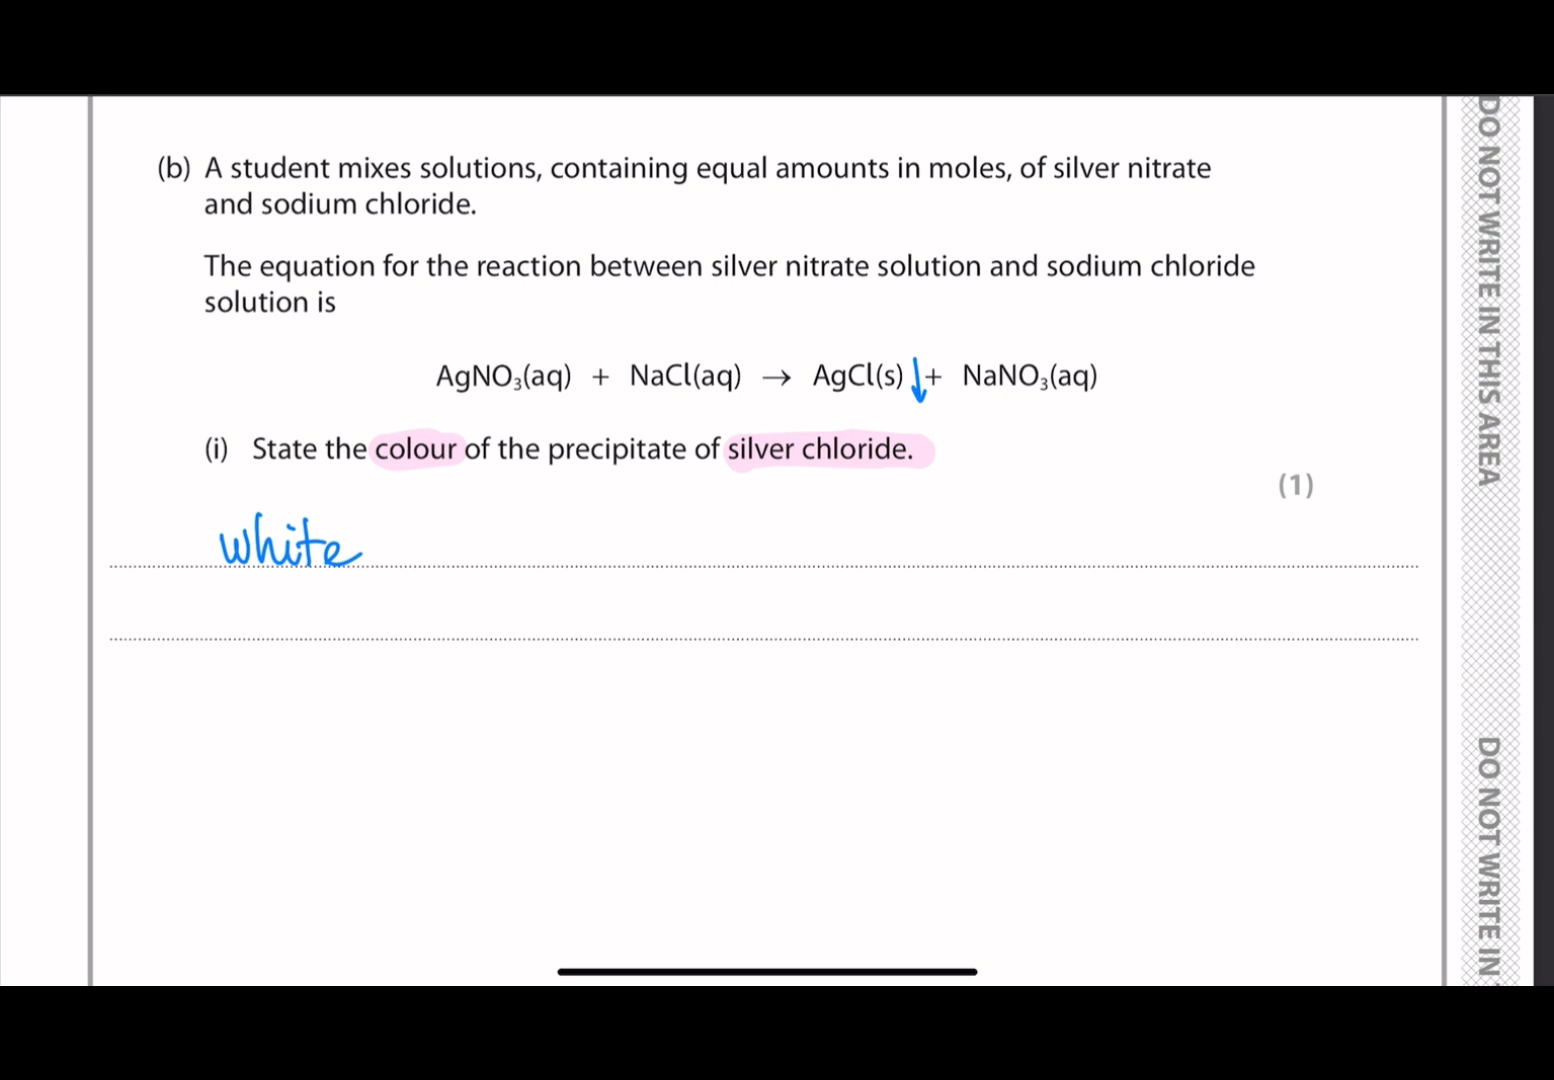 (b) A student mixes solutions, containing equal amounts in moles, of silver nitrate
and sodium chloride.
The equation for the reaction between silver nitrate solution and sodium chloride
solution is
AgNO₃(aq) + NaCl(aq) → AgCl(s) ↓ + NaNO₃(aq)
(i) State the colour of the precipitate of silver chloride.
(1)
white
DO NOT WRITE IN THIS AREA
DO NOT WRITE IN